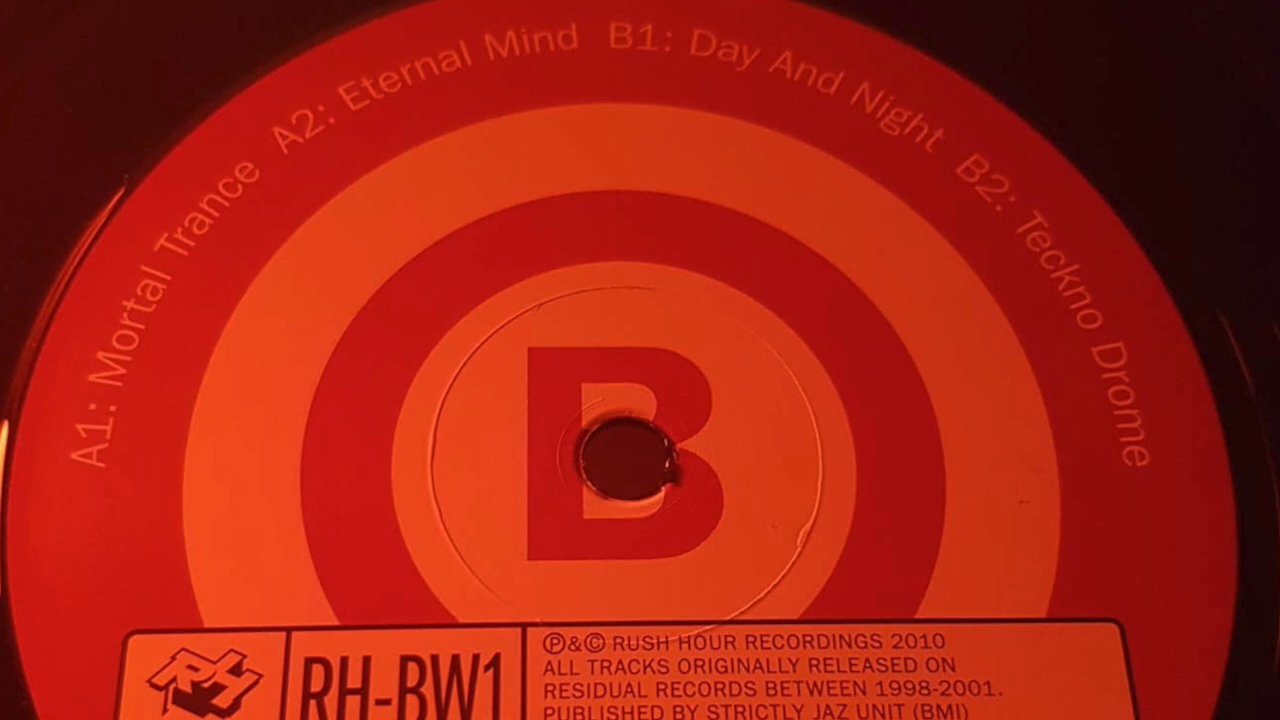 A1: Mortal Trance A2: Eternal Mind B1: Day And Night B2: Teckno Drome
B
RH
RH-BW1
℗&© RUSH HOUR RECORDINGS 2010
ALL TRACKS ORIGINALLY RELEASED ON
RESIDUAL RECORDS BETWEEN 1998-2001.
PUBLISHED BY STRICTLY JAZ UNIT (BMI)